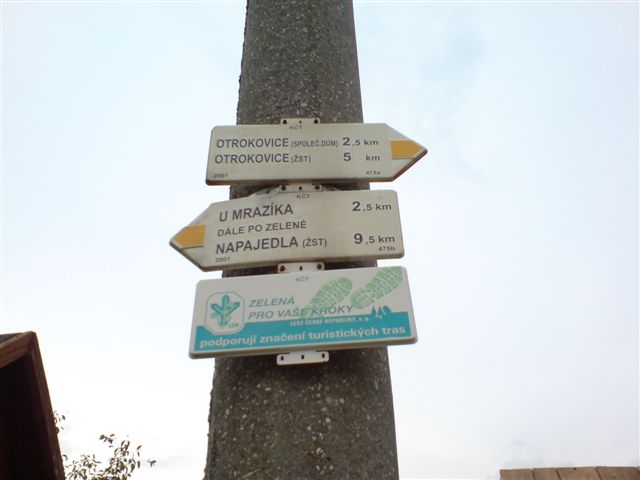 KČT
OTROKOVICE (SPOLEČ.DŮM) 2,5 km
OTROKOVICE (ŽST) 5 km
2001 475a
KČT
U MRAZÍKA 2,5 km
DÁLE PO ZELENÉ
NAPAJEDLA (ŽST) 9,5 km
2001 475b
KČT
ZELENÁ
PRO VAŠE KROKY
LESY ČESKÉ REPUBLIKY, s. p.
podporují značení turistických tras